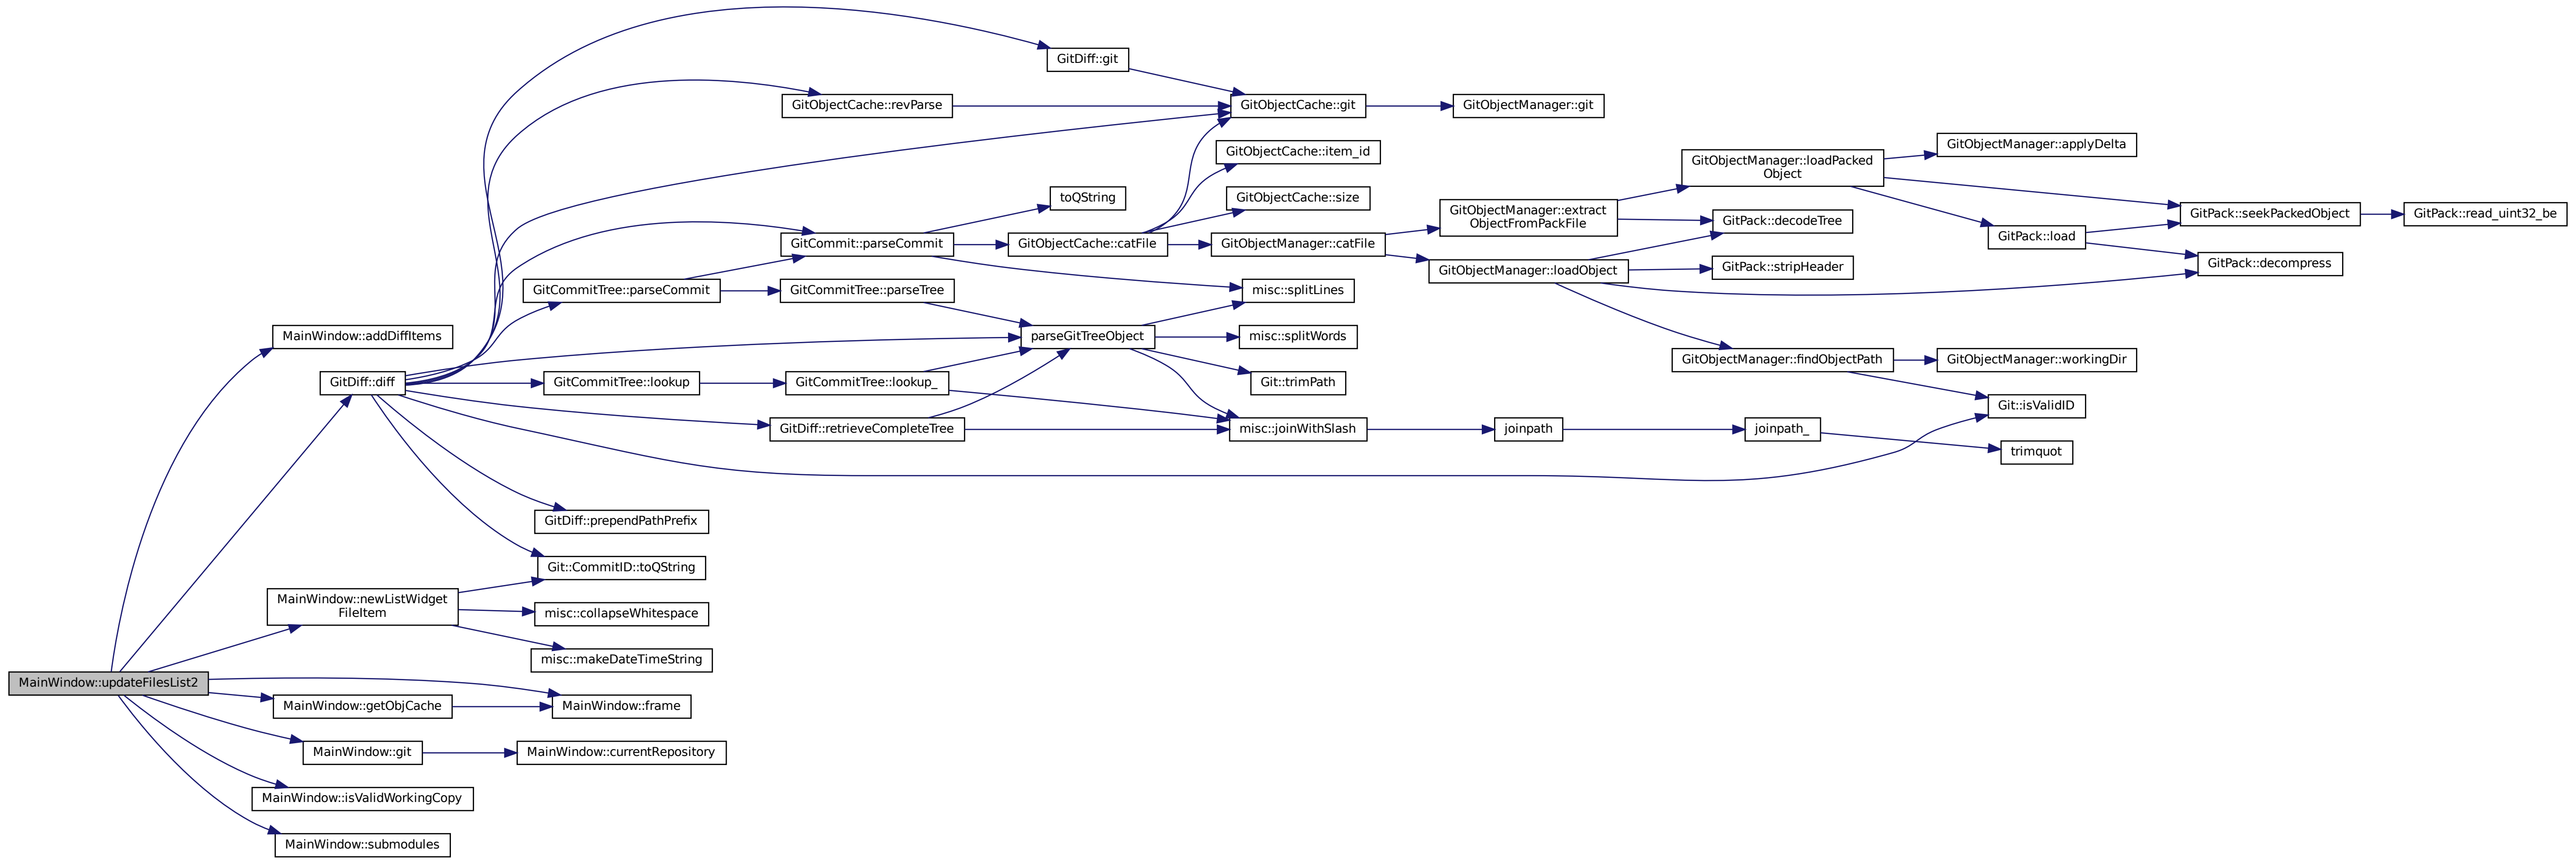 GitDiff::git
GitObjectCache::revParse
GitObjectCache::git
GitObjectManager::git
GitObjectCache::item_id
GitObjectManager::applyDelta
GitObjectManager::loadPacked
Object
toQString
GitObjectCache::size
GitObjectManager::extract
ObjectFromPackFile
GitPack::decodeTree
GitPack::seekPackedObject
GitPack::read_uint32_be
GitCommit::parseCommit
GitObjectCache::catFile
GitObjectManager::catFile
GitPack::load
GitObjectManager::loadObject
GitPack::stripHeader
GitPack::decompress
GitCommitTree::parseCommit
GitCommitTree::parseTree
misc::splitLines
MainWindow::addDiffItems
parseGitTreeObject
misc::splitWords
GitObjectManager::findObjectPath
GitObjectManager::workingDir
GitDiff::diff
GitCommitTree::lookup
GitCommitTree::lookup_
Git::trimPath
Git::isValidID
GitDiff::retrieveCompleteTree
misc::joinWithSlash
joinpath
joinpath_
trimquot
GitDiff::prependPathPrefix
Git::CommitID::toQString
MainWindow::newListWidget
FileItem
misc::collapseWhitespace
misc::makeDateTimeString
MainWindow::updateFilesList2
MainWindow::getObjCache
MainWindow::frame
MainWindow::git
MainWindow::currentRepository
MainWindow::isValidWorkingCopy
MainWindow::submodules